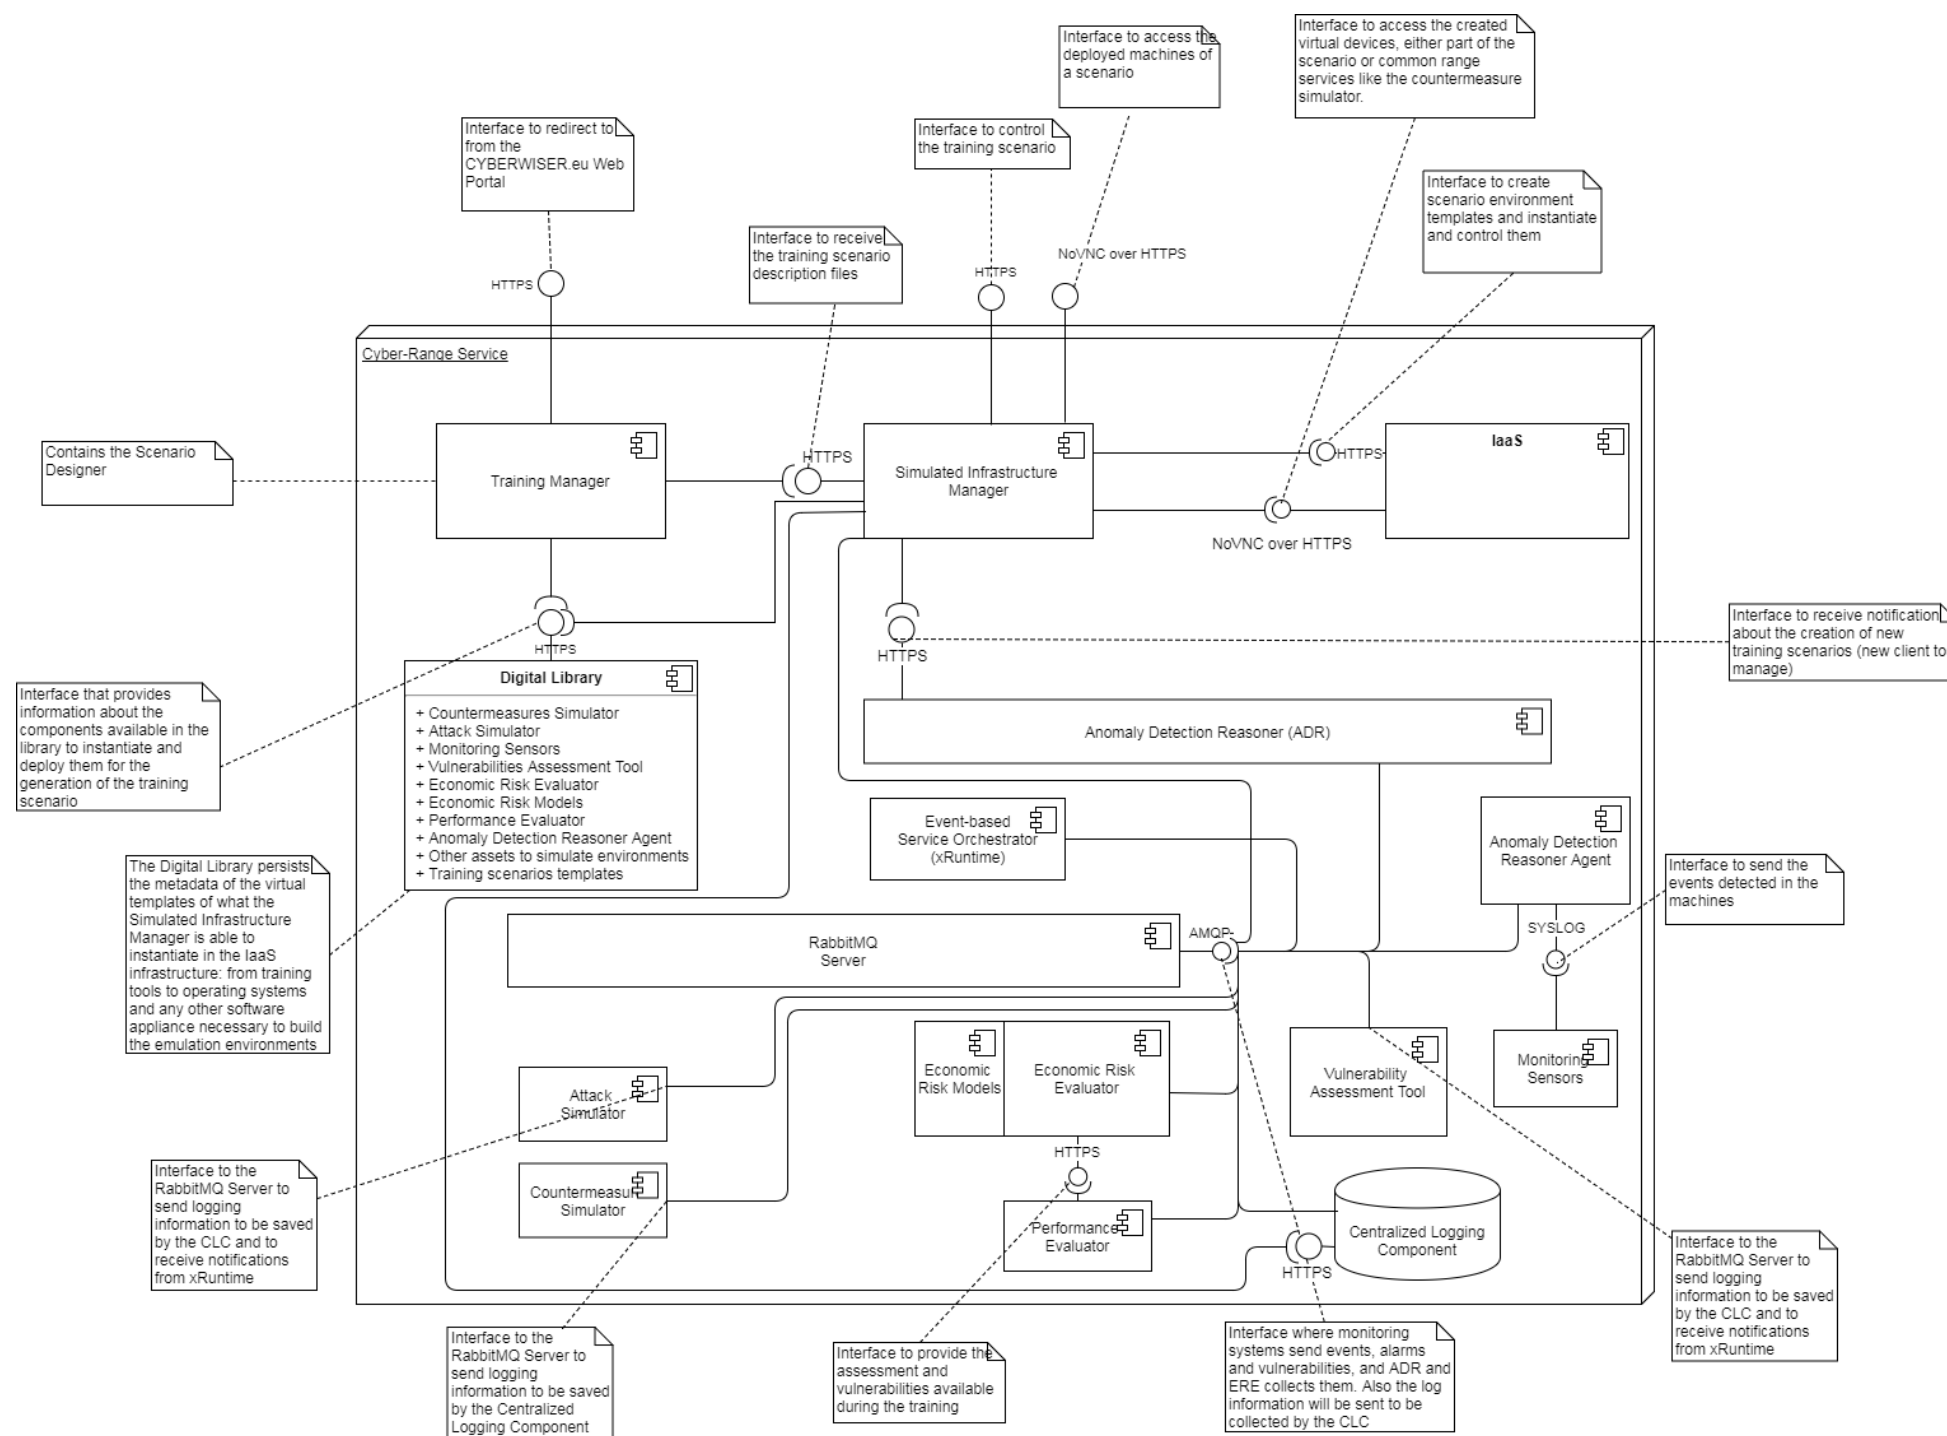 Interface to access the
deployed machines of
a scenario
Interface to access the created
virtual devices, either part of the
scenario or common range
services like the countermeasure
simulator.
Interface to redirect to
from the
CYBERWISER.eu Web
Portal
Interface to control
the training scenario
Interface to create
scenario environment
templates and instantiate
and control them
Interface to receive
the training scenario
description files
NoVNC over HTTPS
HTTPS
HTTPS
Cyber-Range Service
Contains the Scenario
Designer
Training Manager
HTTPS
Simulated Infrastructure
Manager
HTTPS
IaaS
NoVNC over HTTPS
Interface to receive notification
about the creation of new
training scenarios (new client to
manage)
HTTPS
HTTPS
Interface that provides
information about the
components available in the
library to instantiate and
deploy them for the
generation of the training
scenario
Digital Library
+ Countermeasures Simulator
+ Attack Simulator
+ Monitoring Sensors
+ Vulnerabilities Assessment Tool
+ Economic Risk Evaluator
+ Economic Risk Models
+ Performance Evaluator
+ Anomaly Detection Reasoner Agent
+ Other assets to simulate environments
+ Training scenarios templates
Anomaly Detection Reasoner (ADR)
Event-based
Service Orchestrator
(xRuntime)
Anomaly Detection
Reasoner Agent
Interface to send the
events detected in the
machines
The Digital Library persists
the metadata of the virtual
templates of what the
Simulated Infrastructure
Manager is able to
instantiate in the IaaS
infrastructure: from training
tools to operating systems
and any other software
appliance necessary to build
the emulation environments
RabbitMQ
Server
AMQP
SYSLOG
Economic
Risk Models
Economic Risk
Evaluator
Vulnerability
Assessment Tool
Monitoring
Sensors
Attack
Simulator
HTTPS
Interface to the
RabbitMQ Server to
send logging
information to be saved
by the CLC and to
receive notifications
from xRuntime
Simulator
Performance
Evaluator
Centralized Logging
Component
HTTPS
Interface to the
RabbitMQ Server to
send logging
information to be saved
by the CLC and to
receive notifications
from xRuntime
Interface to the
RabbitMQ Server to
send logging
information to be saved
by the Centralized
Logging Component
Interface to provide the
assessment and
vulnerabilities available
during the training
Interface where monitoring
systems send events, alarms
and vulnerabilities, and ADR and
ERE collects them. Also the log
information will be sent to be
collected by the CLC